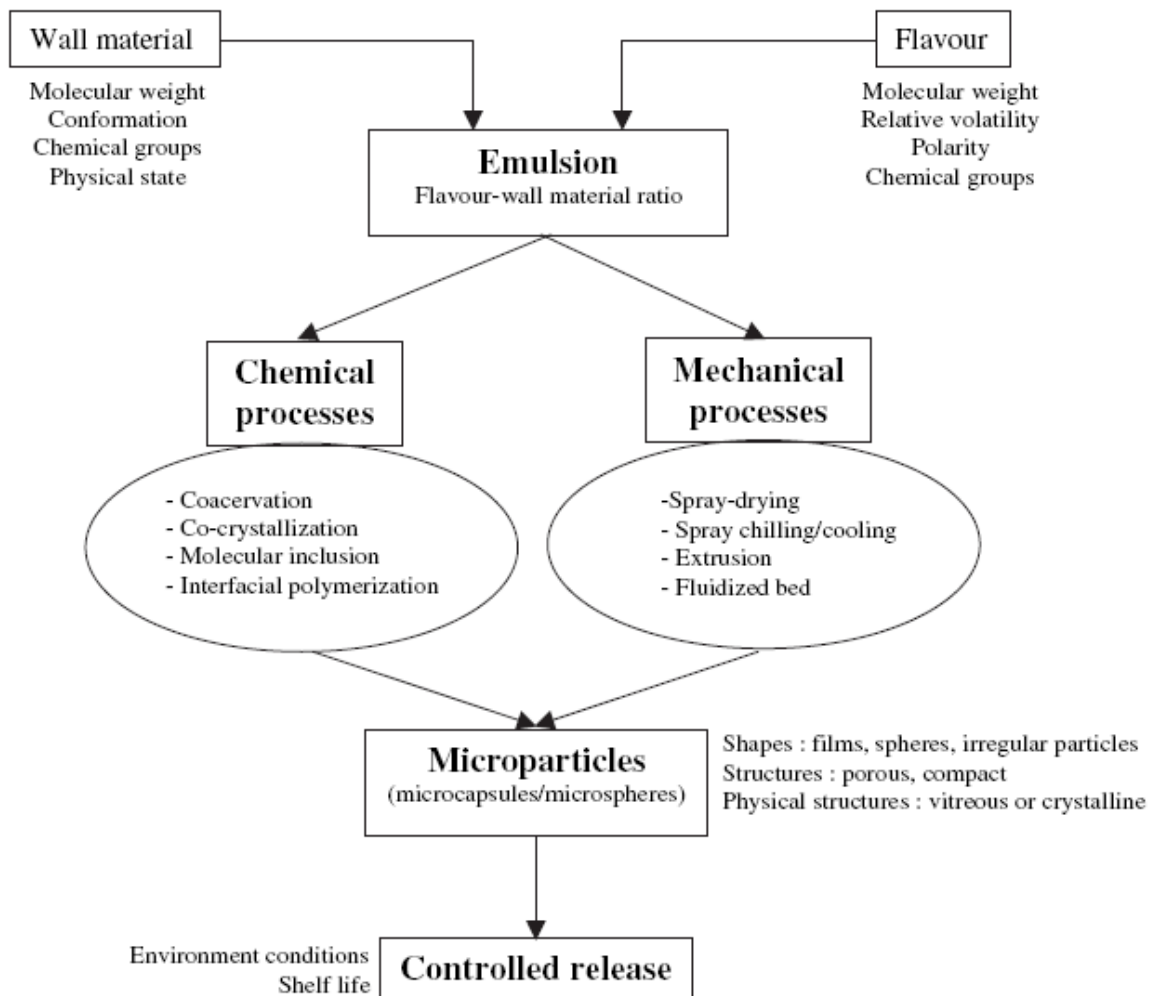 Wall material
Flavour
Molecular weight
Conformation
Chemical groups
Physical state
Molecular weight
Relative volatility
Polarity
Chemical groups
Emulsion
Flavour-wall material ratio
Chemical
processes
Mechanical
processes
- Coacervation
- Co-crystallization
- Molecular inclusion
- Interfacial polymerization
-Spray-drying
- Spray chilling/cooling
- Extrusion
- Fluidized bed
Microparticles
(microcapsules/microspheres)
Shapes : films, spheres, irregular particles
Structures : porous, compact
Physical structures : vitreous or crystalline
Environment conditions
Shelf life
Controlled release